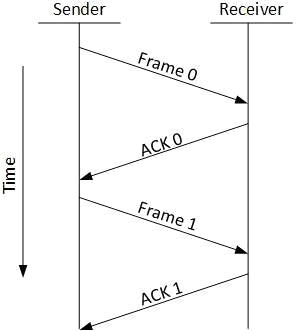 Sender
Receiver
Frame 0
ACK 0
Time
Frame 1
ACK 1